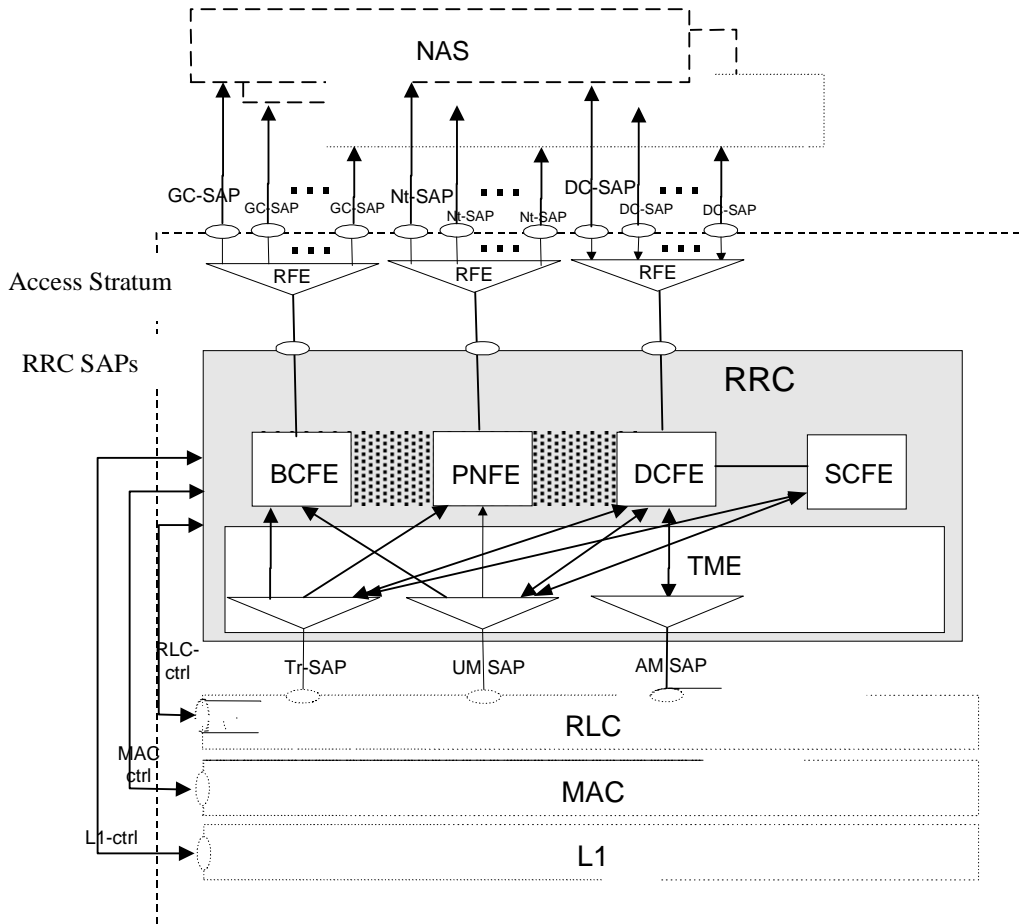 NAS
GC-SAP
GC-SAP
GC-SAP
Nt-SAP
Nt-SAP
Nt-SAP
DC-SAP
DC-SAP
DC-SAP
RFE
RFE
RFE
Access Stratum
RRC SAPs
RRC
BCFE
PNFE
DCFE
SCFE
TME
RLC-
ctrl
Tr-SAP
UM SAP
AM SAP
RLC
MAC
ctrl
MAC
L1-ctrl
L1